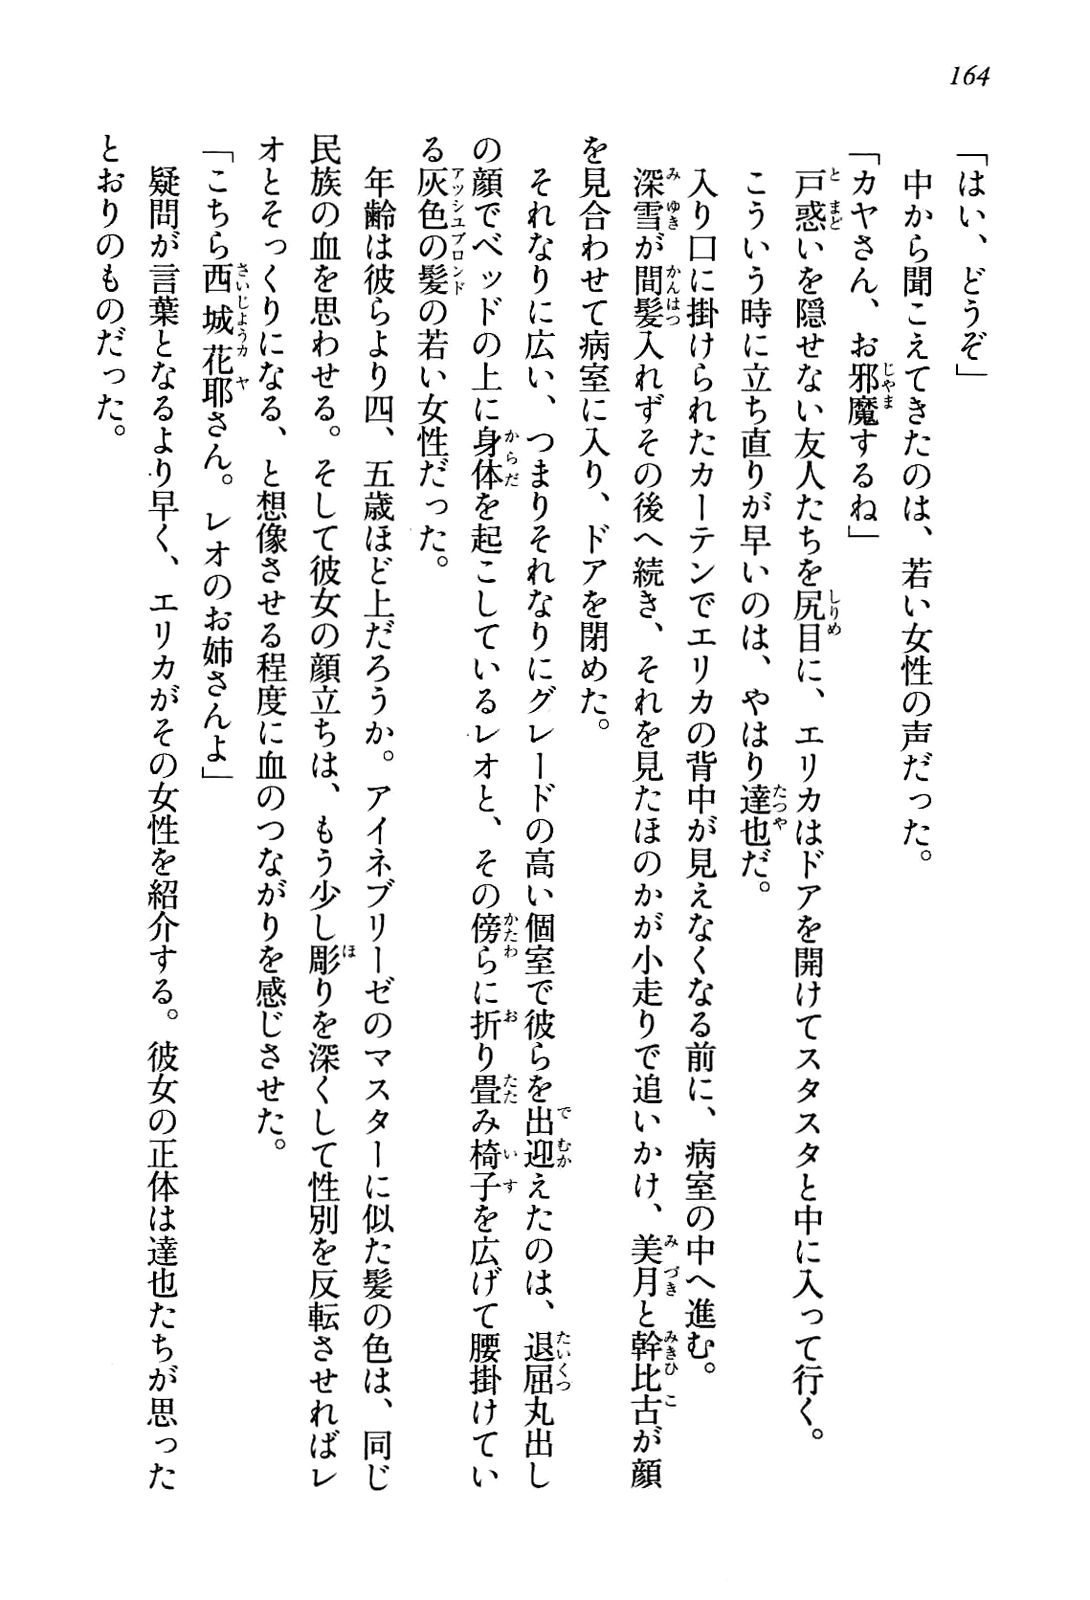 164
「はい、どうぞ」
中から聞こえてきたのは、若い女性の声だった。
「カヤさん、お邪魔するね」
戸惑いを隠せない友人たちを尻目に、エリカはドアを開けてスタスタと中に入って行く。
こういう時に立ち直りが早いのは、やはり達也だ。
入り口に掛けられたカーテンでエリカの背中が見えなくなる前に、病室の中へ進む。
深雪が間髪入れずその後へ続き、それを見たほのかが小走りで追いかけ、美月と幹比古が顔
を見合わせて病室に入り、ドアを閉めた。
それなりに広い、つまりそれなりにグレードの高い個室で彼らを出迎えたのは、退屈丸出し
の顔でベッドの上に身体を起こしているレオと、その傍らに折り畳み椅子を広げて腰掛けてい
る灰色の髪の若い女性だった。
年齢は彼らより四、五歳ほど上だろうか。アイネブリーゼのマスターに似た髪の色は、同じ
民族の血を思わせる。そして彼女の顔立ちは、もう少し彫りを深くして性別を反転させればレ
オとそっくりになる、と想像させる程度に血のつながりを感じさせた。
「こちら西城花耶さん。レオのお姉さんよ」
疑問が言葉となるより早く、エリカがその女性を紹介する。彼女の正体は達也たちが思った
とおりのものだった。